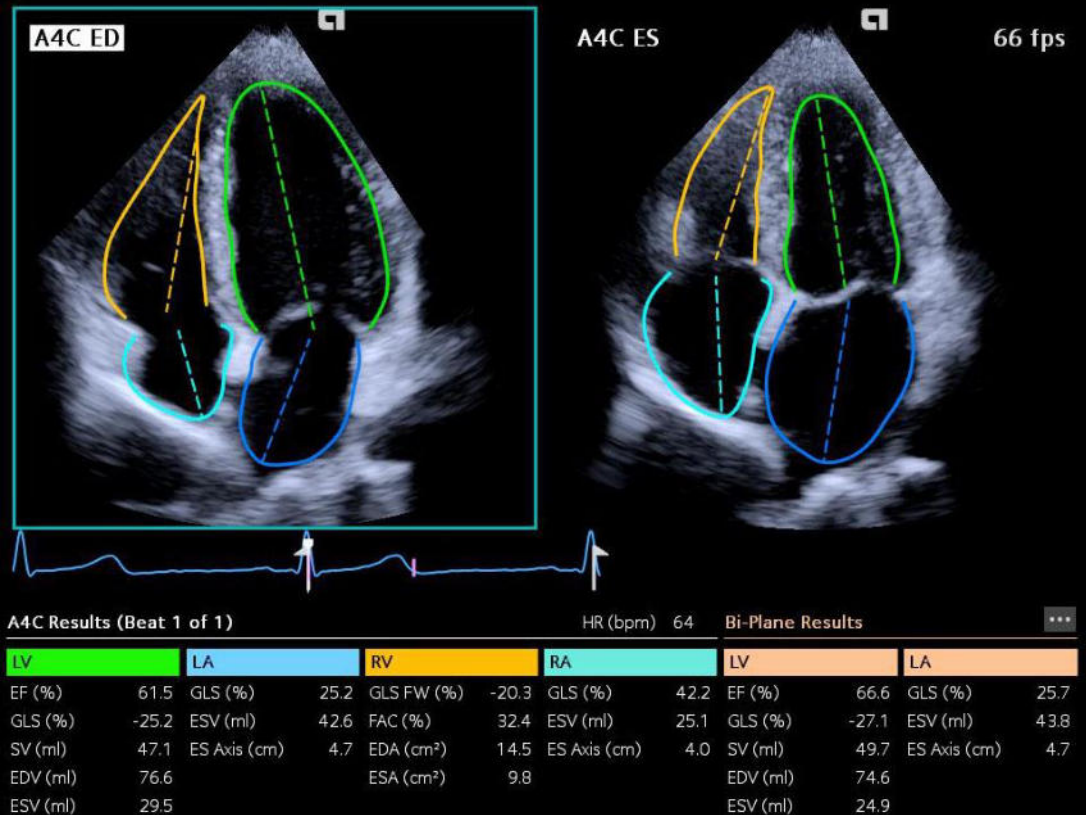 A4C ED
A4C ES 66 fps
A4C Results (Beat 1 of 1) HR (bpm) 64 Bi-Plane Results
LV LA RV RA LV LA
EF (%) 61.5 GLS (%) 25.2 GLS FW (%) -20.3 GLS (%) 42.2 EF (%) 66.6 GLS (%) 25.7
GLS (%) -25.2 ESV (ml) 42.6 FAC (%) 32.4 ESV (ml) 25.1 GLS (%) -27.1 ESV (ml) 43.8
SV (ml) 47.1 ES Axis (cm) 4.7 EDA (cm²) 14.5 ES Axis (cm) 4.0 SV (ml) 49.7 ES Axis (cm) 4.7
EDV (ml) 76.6 ESA (cm²) 9.8 EDV (ml) 74.6
ESV (ml) 29.5 ESV (ml) 24.9